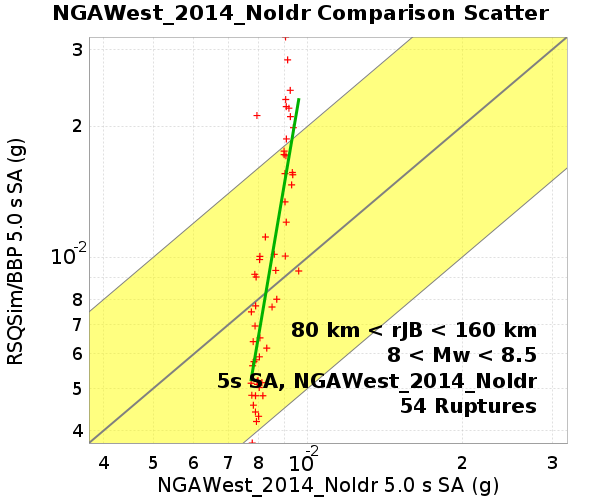 NGAWest_2014_NoIdr Comparison Scatter
RSQSim/BBP 5.0 s SA (g)
3
2
10-2
8
7
6
5
4
80 km < rJB < 160 km
8 < Mw < 8.5
5s SA, NGAWest_2014_NoIdr
54 Ruptures
4 5 6 7 8 10-2 2 3
NGAWest_2014_NoIdr 5.0 s SA (g)